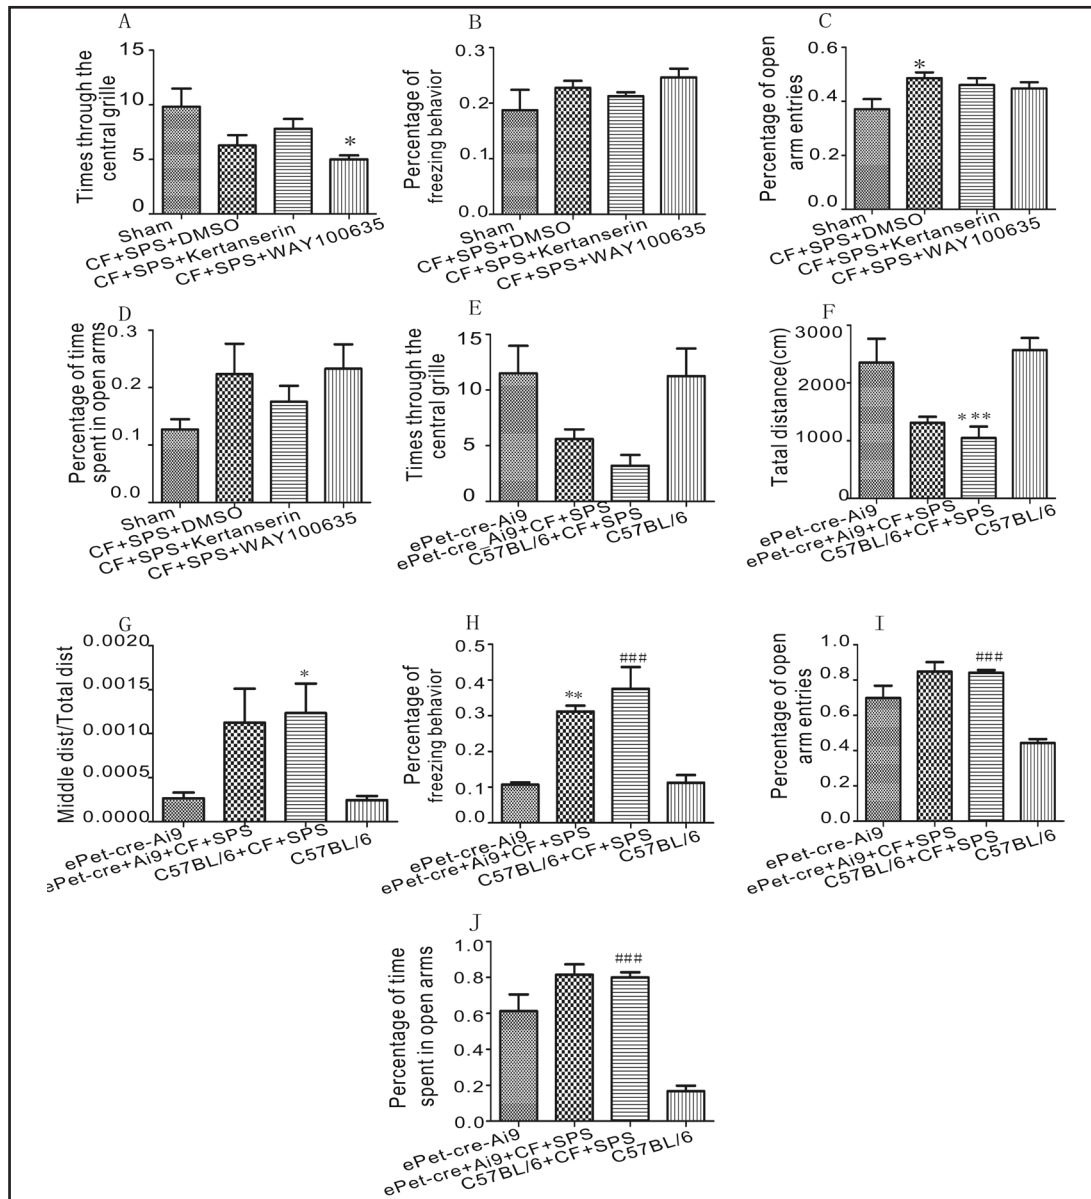 A
Times through the
central grille
15
10
5
0
*
Sham
CF+SPS+DMSO
CF+SPS+Kertanserin
CF+SPS+WAY100635
B
Percentage of
freezing behavior
0.3
0.2
0.1
0.0
Sham
CF+SPS+DMSO
CF+SPS+Kertanserin
CF+SPS+WAY100635
C
Percentage of open
arm entries
0.6
0.4
0.2
0.0
*
Sham
CF+SPS+DMSO
CF+SPS+Kertanserin
CF+SPS+WAY100635
D
Percentage of time
spent in open arms
0.3
0.2
0.1
0.0
Sham
CF+SPS+DMSO
CF+SPS+Kertanserin
CF+SPS+WAY100635
E
Times through the
central grille
15
10
5
0
ePet-cre-Ai9
ePet-cre_Ai9+CF+SPS
C57BL/6+CF+SPS
C57BL/6
F
Tatal distance(cm)
3000
2000
1000
0
***
ePet-cre-Ai9
ePet-cre+Ai9+CF+SPS
C57BL/6+CF+SPS
C57BL/6
G
Middle dist/Total dist
0.0020
0.0015
0.0010
0.0005
0.0000
*
ePet-cre-Ai9
ePet-cre+Ai9+CF+SPS
C57BL/6+CF+SPS
C57BL/6
H
Percentage of
freezing behavior
0.5
0.4
0.3
0.2
0.1
0.0
**
###
ePet-cre-Ai9
ePet-cre+Ai9+CF+SPS
C57BL/6+CF+SPS
C57BL/6
I
Percentage of open
arm entries
1.0
0.8
0.6
0.4
0.2
0.0
###
ePet-cre-Ai9
ePet-cre+Ai9+CF+SPS
C57BL/6+CF+SPS
C57BL/6
J
Percentage of time
spent in open arms
1.0
0.8
0.6
0.4
0.2
0.0
###
ePet-cre-Ai9
ePet-cre+Ai9+CF+SPS
C57BL/6+CF+SPS
C57BL/6